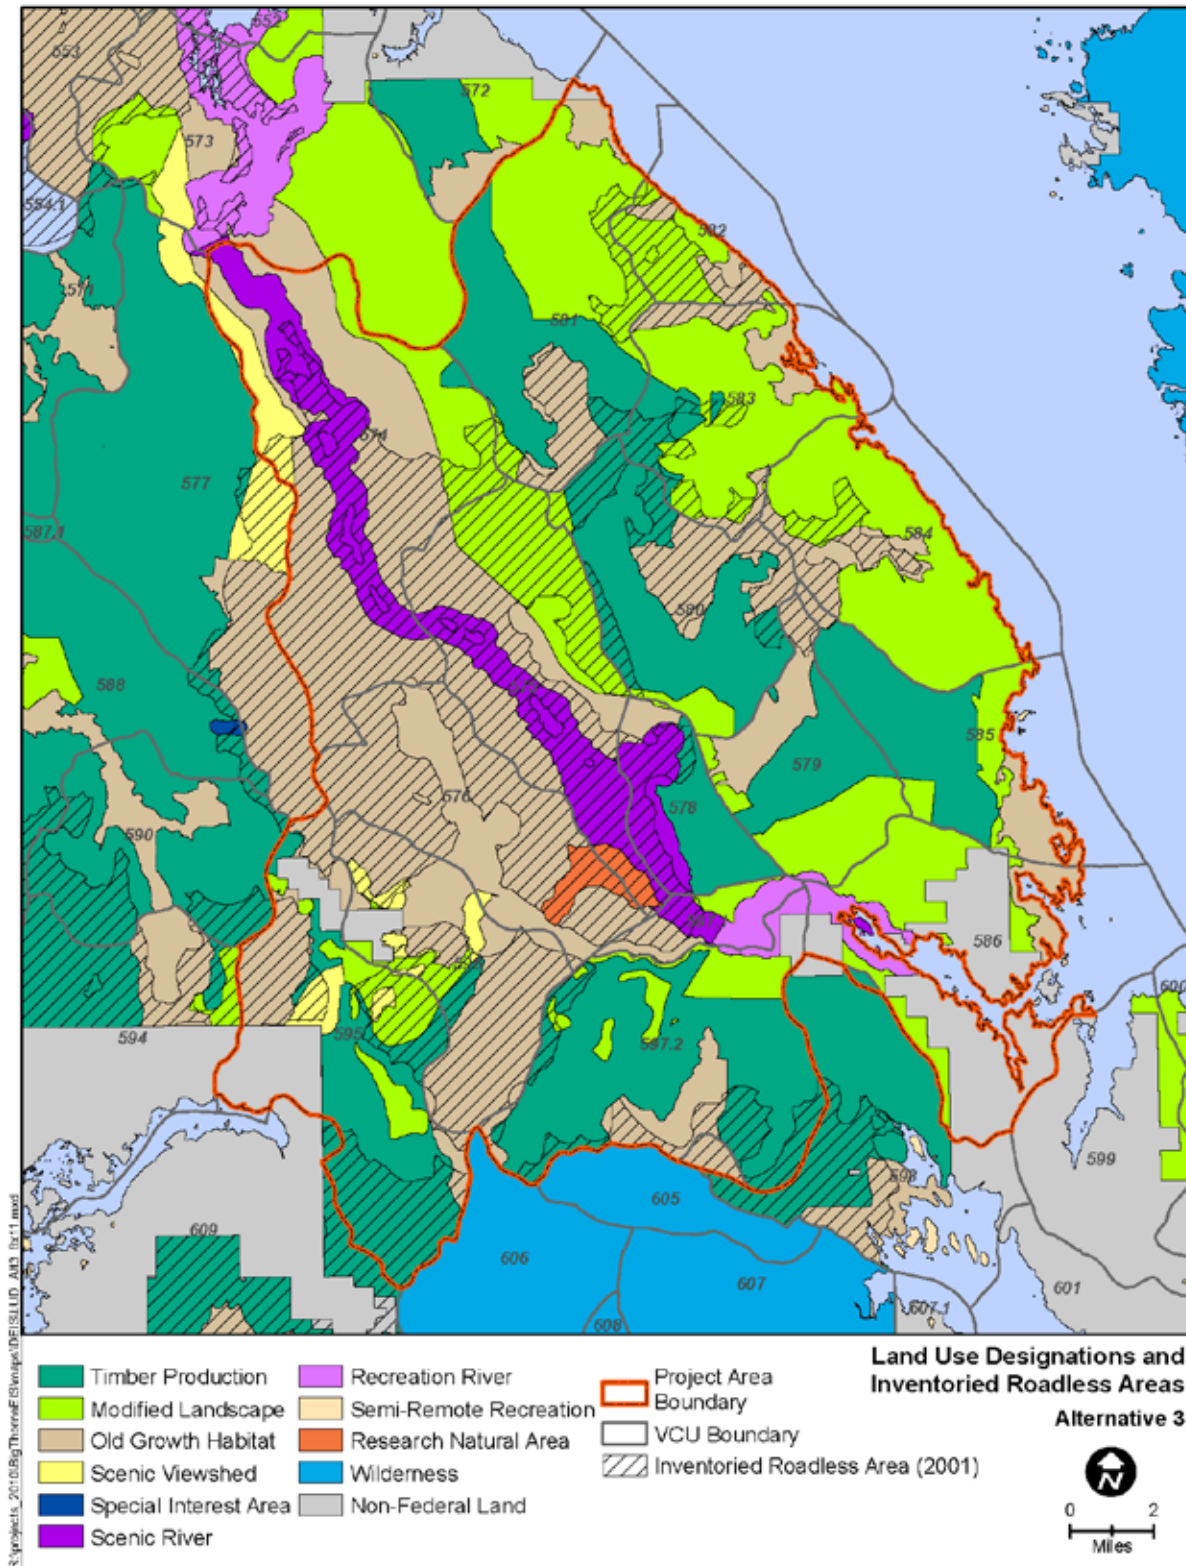 552
553
572
573
554.1
582
571
581
583
574
577
587.1
584
580
588
585
579
576
578
590
586
600
594
595
597.2
599
598
605
609
606
607
601
607.1
608
Timber Production
Modified Landscape
Old Growth Habitat
Scenic Viewshed
Special Interest Area
Scenic River
Recreation River
Semi-Remote Recreation
Research Natural Area
Wilderness
Non-Federal Land
Project Area
Boundary
VCU Boundary
Inventoried Roadless Area (2001)
Land Use Designations and
Inventoried Roadless Areas
Alternative 3
N
0 2
Miles